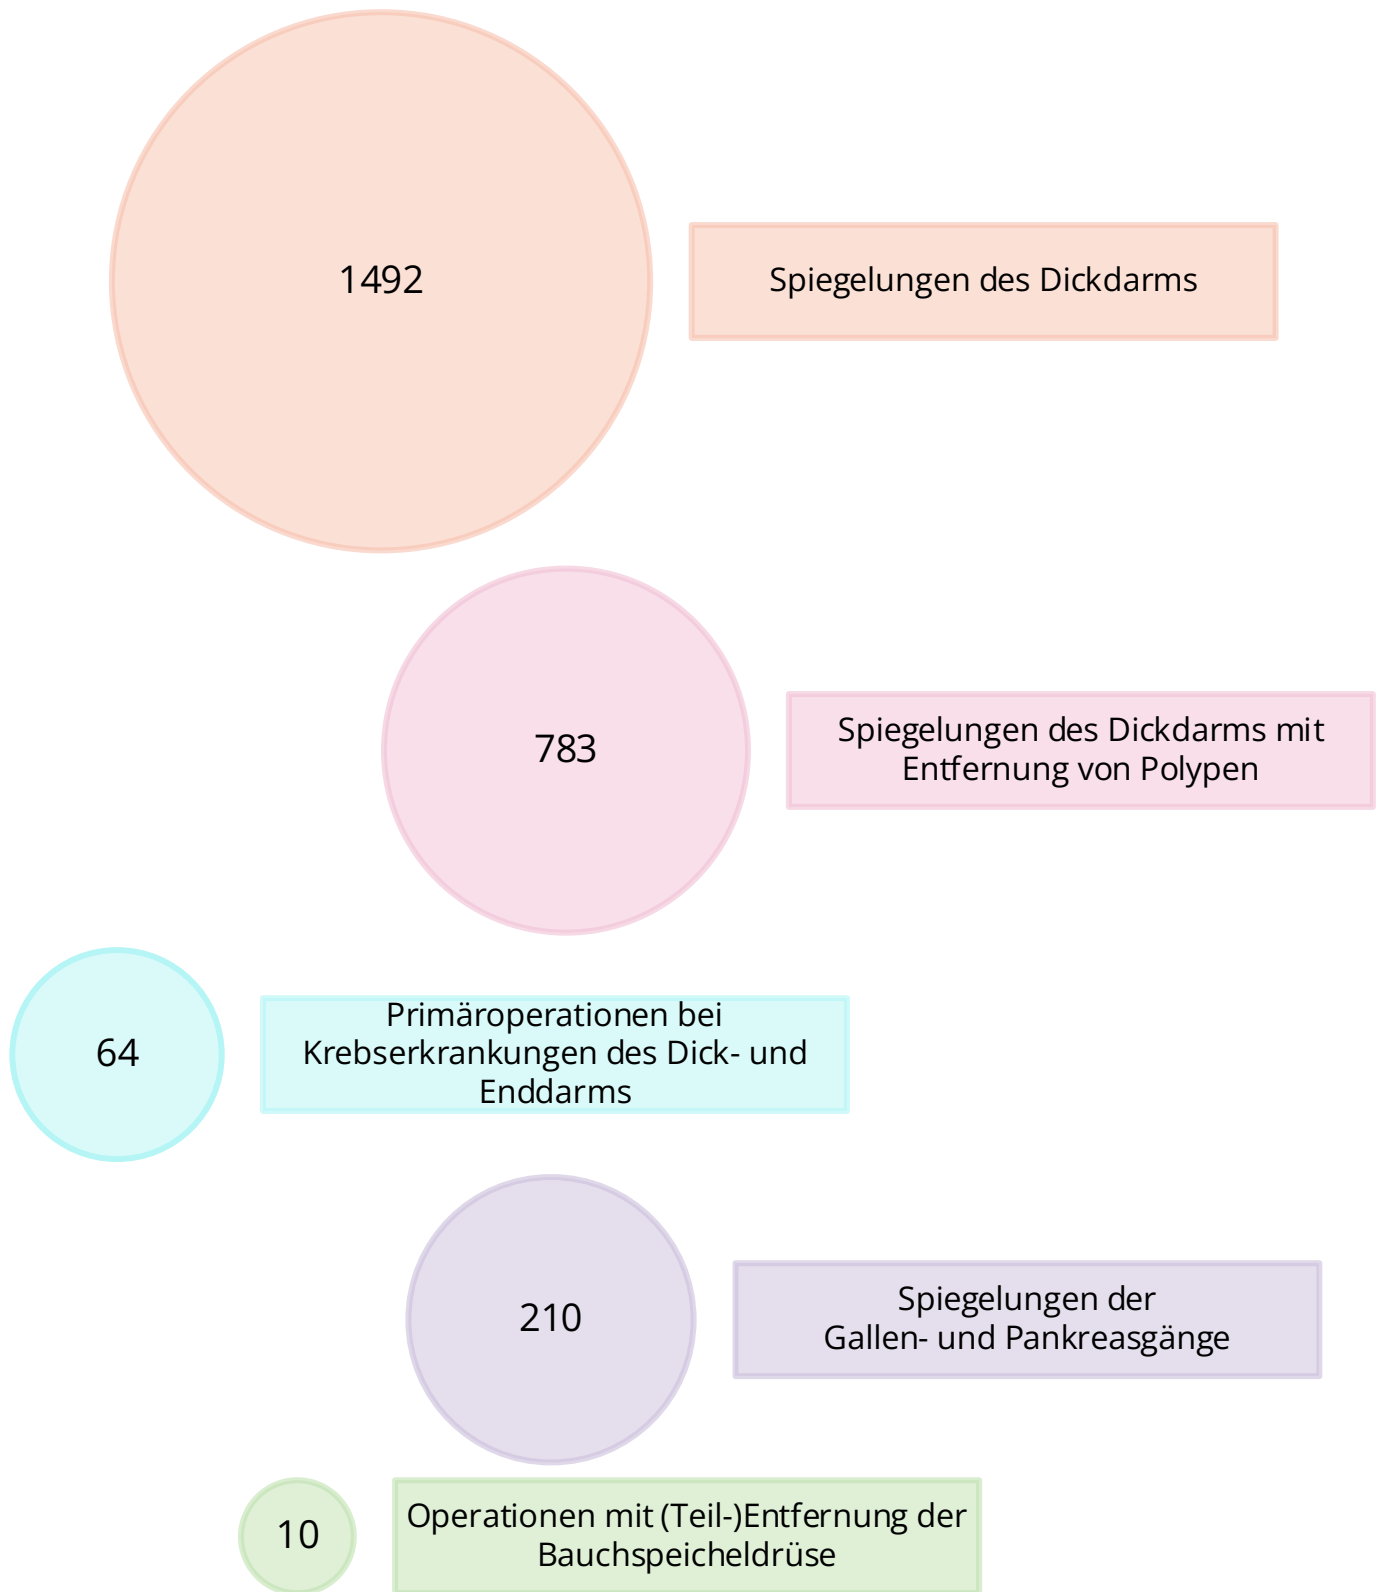 1492
Spiegelungen des Dickdarms
783
Spiegelungen des Dickdarms mit
Entfernung von Polypen
64
Primäroperationen bei
Krebserkrankungen des Dick- und
Enddarms
210
Spiegelungen der
Gallen- und Pankreasgänge
10
Operationen mit (Teil-)Entfernung der
Bauchspeicheldrüse